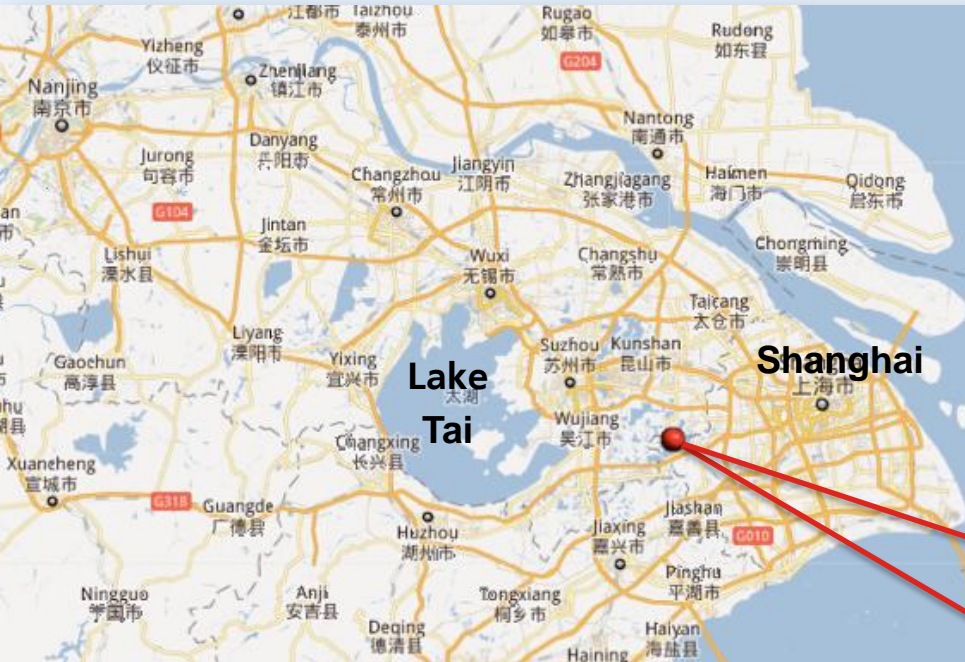 江都市
Taizhou
泰州市
Rugao
如皋市
Rudong
如东县
Yizheng
仪征市
G204
Zhenjiang
镇江市
Nanjing
南京市
Nantong
南通市
Danyang
丹阳市
Jurong
句容市
Changzhou
常州市
Jiangyin
江阴市
Zhangjiagang
张家港市
Haimen
海门市
Qidong
启东市
G104
Jintan
金坛市
Lishui
溧水县
Wuxi
无锡市
Changshu
常熟市
Chongming
崇明县
Taicang
太仓市
Liyang
溧阳市
Gaochun
高淳县
Yixing
宜兴市
Lake
太湖
Tai
Suzhou
苏州市
Kunshan
昆山市
Shanghai
上海市
Wujiang
吴江市
Changxing
长兴县
Xuancheng
宣城市
G318
Guangde
广德县
Huzhou
湖州市
Jiaxing
嘉兴市
Jiashan
嘉善县
G010
Pinghu
平湖市
Ningguo
宁国市
Anji
安吉县
Tongxiang
桐乡市
Deqing
德清县
Haiyan
海盐县
Haining